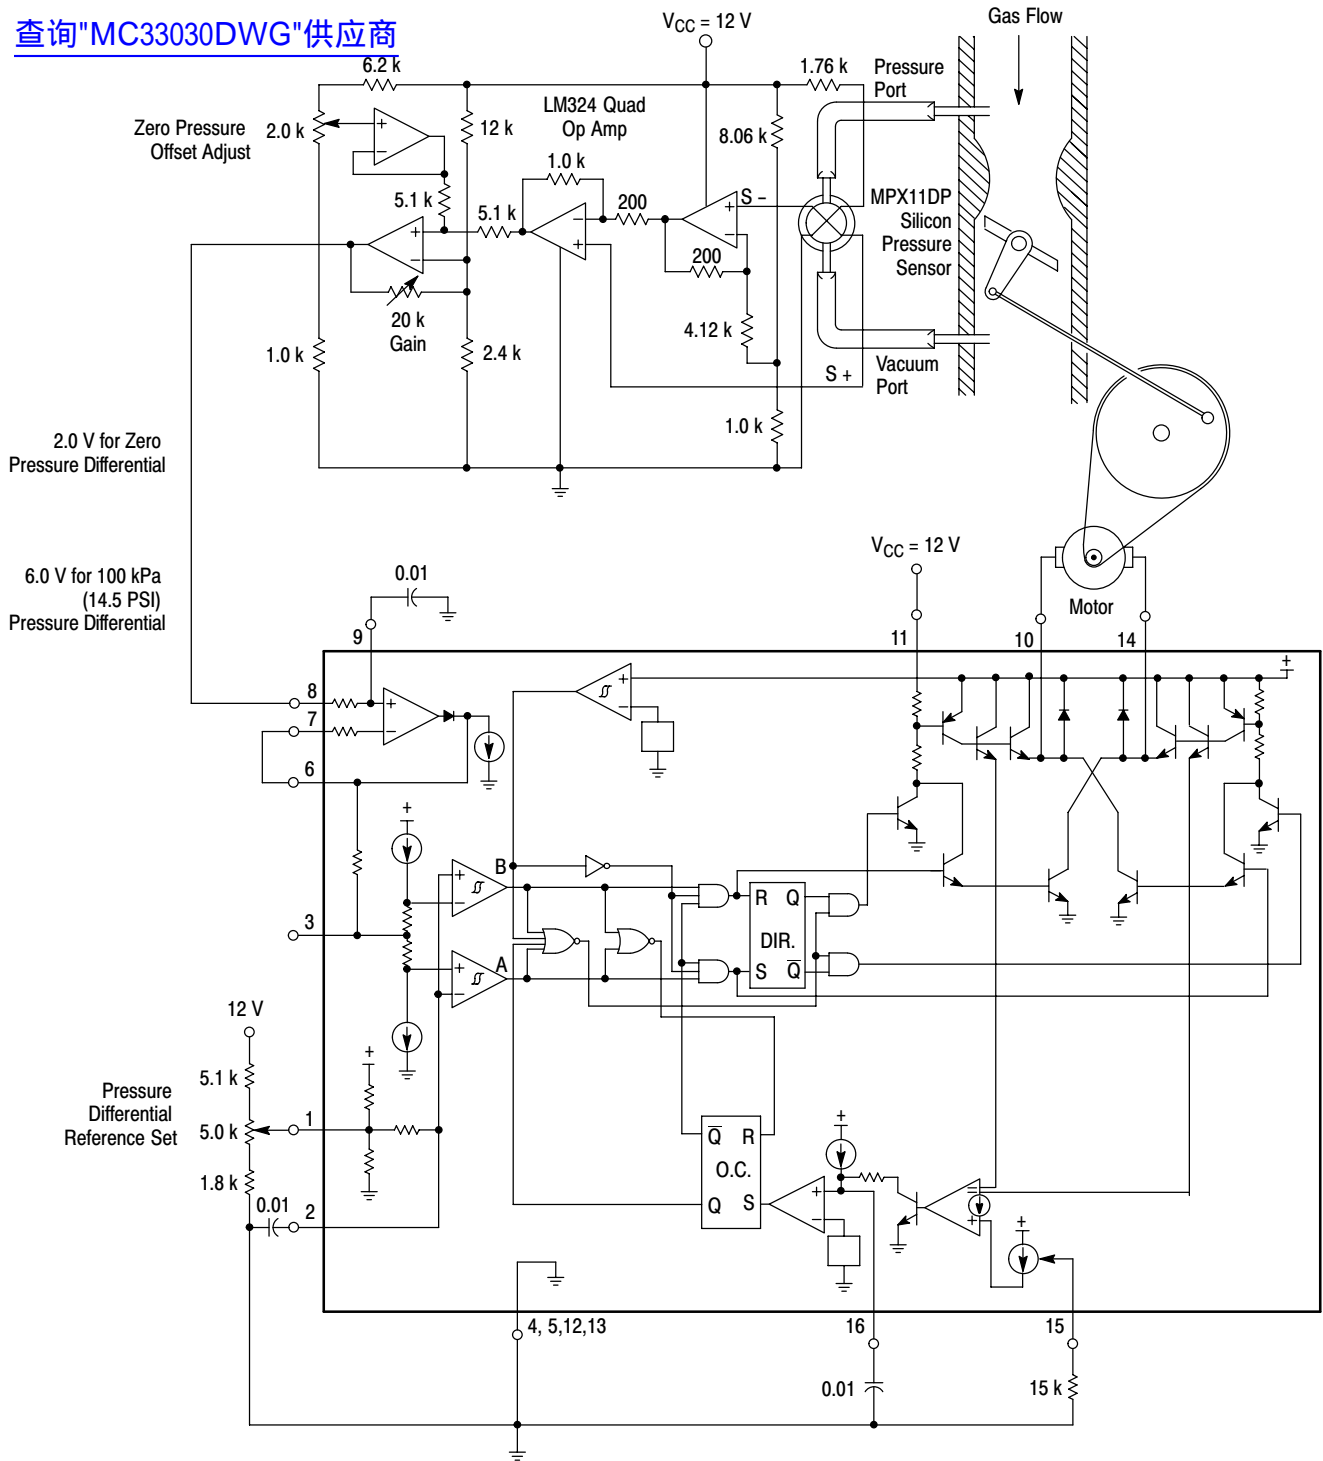 查询"MC33030DWG"供应商
VCC = 12 V
Gas Flow
6.2 k
1.76 k
Pressure
Port
LM324 Quad
Op Amp
Zero Pressure
Offset Adjust
2.0 k
12 k
8.06 k
1.0 k
5.1 k
5.1 k
200
S –
MPX11DP
Silicon
Pressure
Sensor
200
20 k
Gain
4.12 k
1.0 k
2.4 k
S +
Vacuum
Port
1.0 k
2.0 V for Zero
Pressure Differential
VCC = 12 V
6.0 V for 100 kPa
(14.5 PSI)
Pressure Differential
0.01
Motor
9
11
10
14
8
7
6
B
R
Q
DIR.
S
Q
3
A
12 V
5.1 k
Pressure
Differential
Reference Set
5.0 k
1
1.8 k
0.01
2
Q
R
O.C.
Q
S
4, 5,12,13
16
15
0.01
15 k